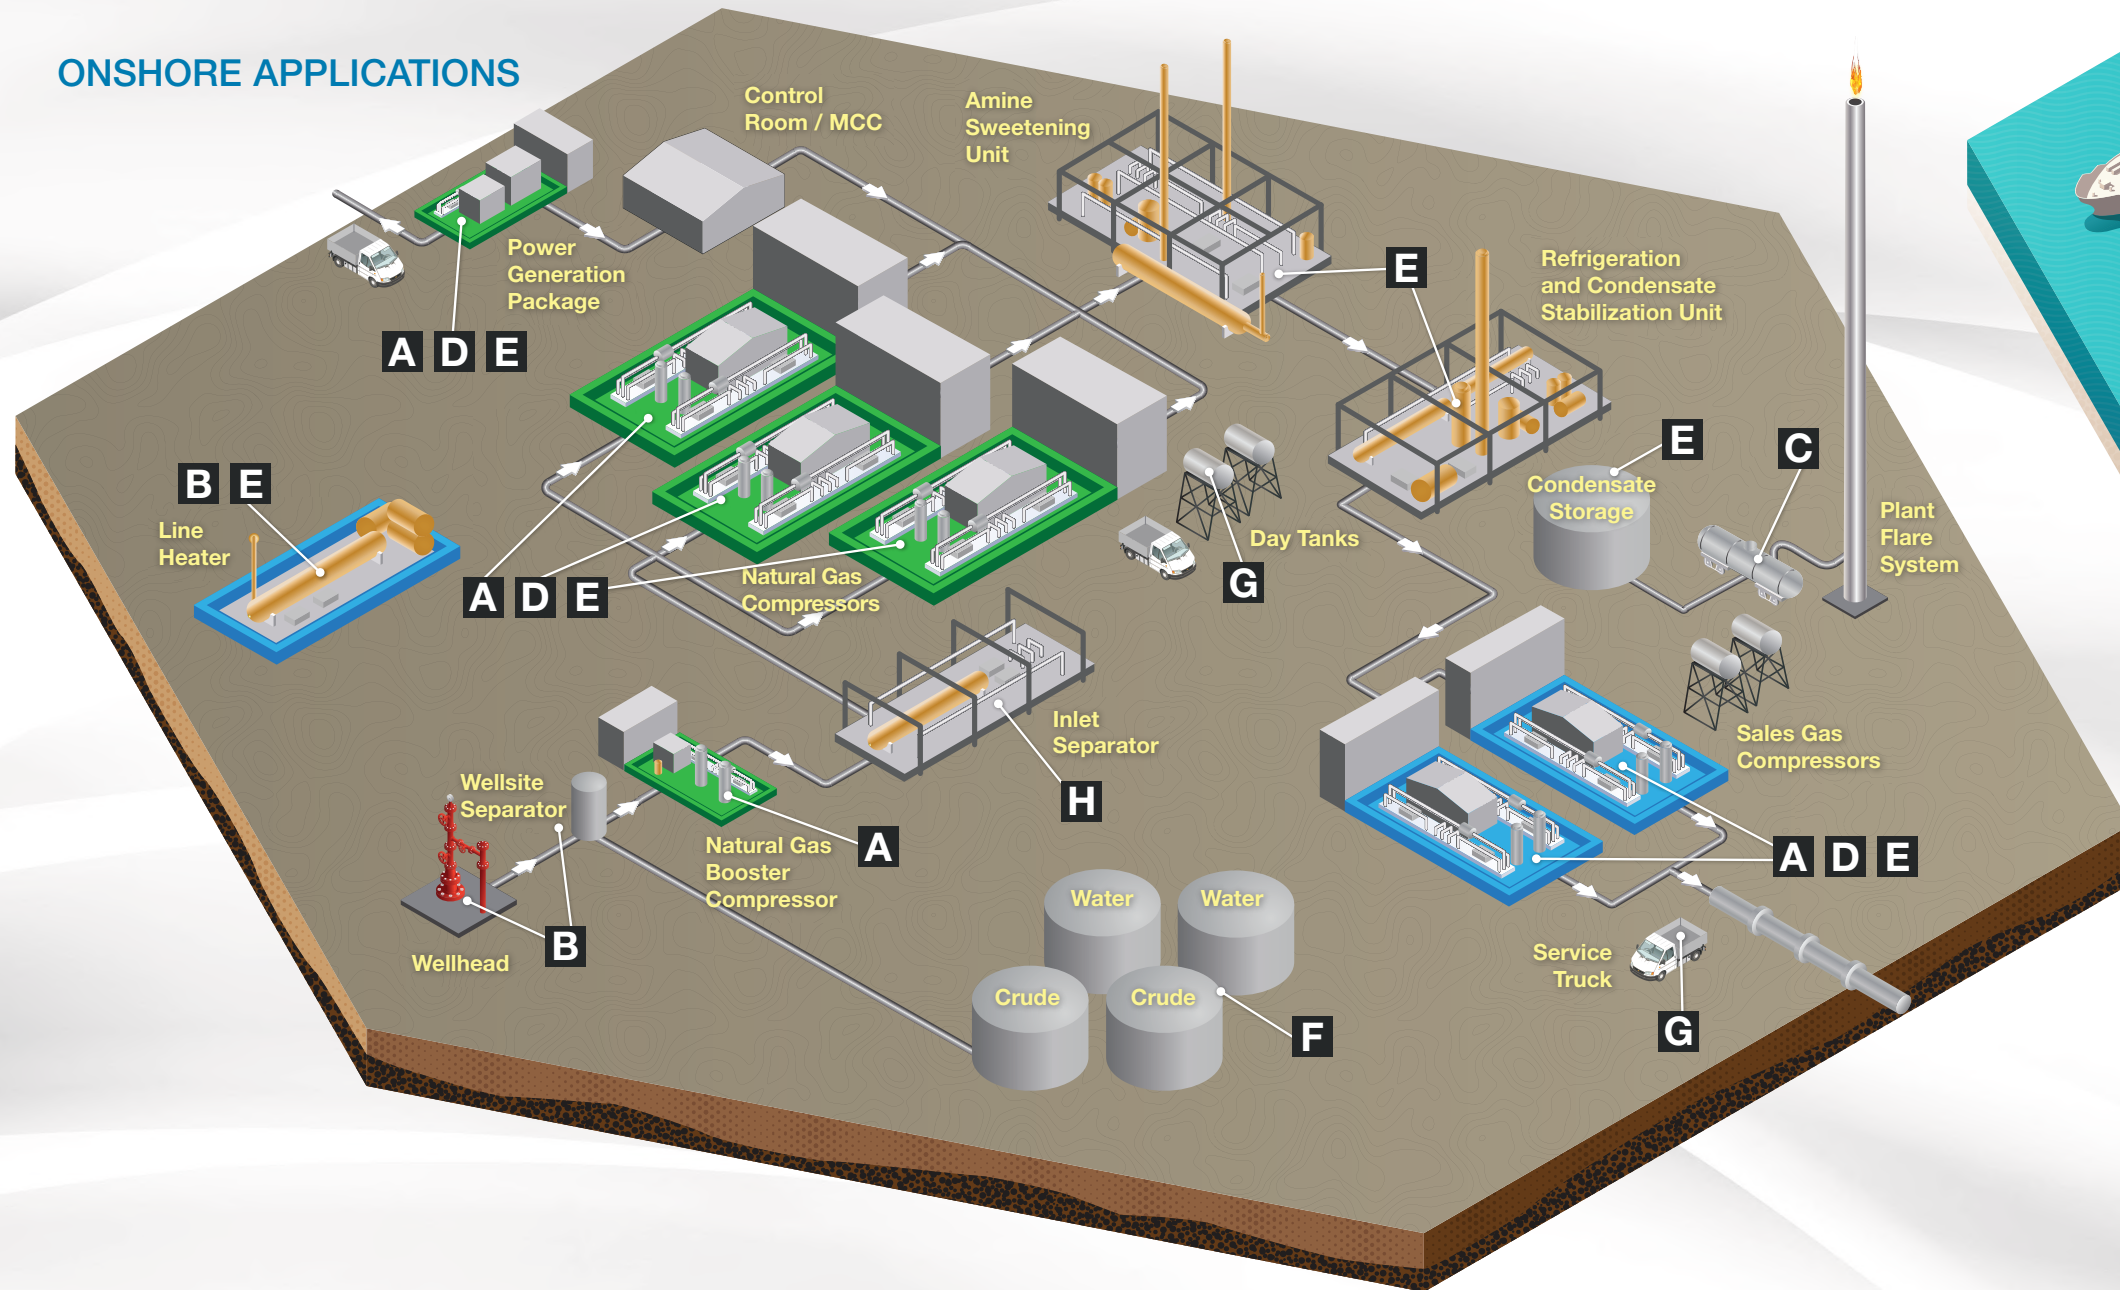 ONSHORE APPLICATIONS
Control
Room / MCC
Amine
Sweetening
Unit
Power
Generation
Package
A D E
E
Refrigeration
and Condensate
Stabilization Unit
B E
Line
Heater
A D E
Natural Gas
Compressors
Day Tanks
G
E
Condensate
Storage
C
Plant
Flare
System
Inlet
Separator
H
Sales Gas
Compressors
A D E
Wellsite
Separator
Natural Gas
Booster
Compressor
A
Wellhead
B
Water
Water
Crude
Crude
F
Service
Truck
G